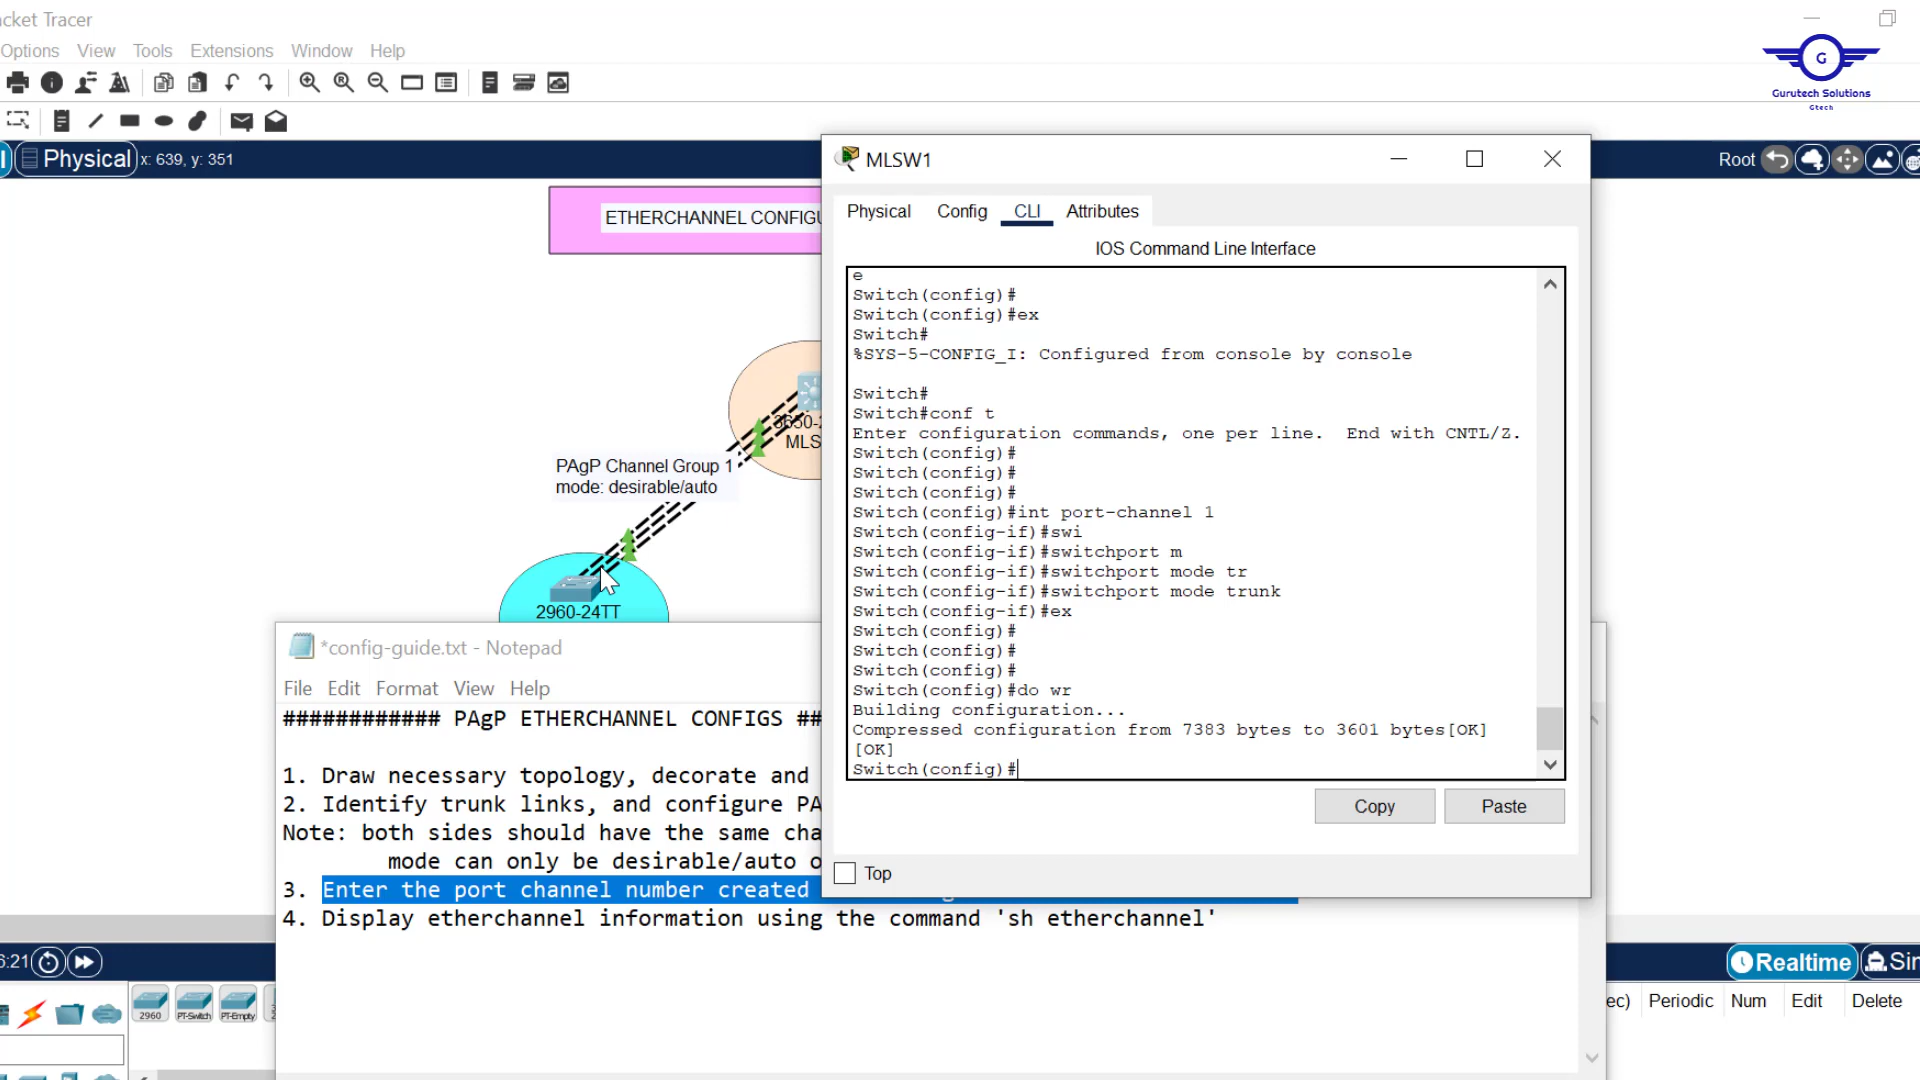 cket Tracer
Options View Tools Extensions Window Help
G
Gurutech Solutions
Gtech
Physical x: 639, y: 351
Root
ETHERCHANNEL CONFIGU
3650-2
MLS
PAgP Channel Group 1
mode: desirable/auto
2960-24TT
MLSW1
Physical Config CLI Attributes
IOS Command Line Interface
e
Switch(config)#
Switch(config)#ex
Switch#
%SYS-5-CONFIG_I: Configured from console by console
Switch#
Switch#conf t
Enter configuration commands, one per line. End with CNTL/Z.
Switch(config)#
Switch(config)#
Switch(config)#
Switch(config)#int port-channel 1
Switch(config-if)#swi
Switch(config-if)#switchport m
Switch(config-if)#switchport mode tr
Switch(config-if)#switchport mode trunk
Switch(config-if)#ex
Switch(config)#
Switch(config)#
Switch(config)#
Switch(config)#do wr
Building configuration...
Compressed configuration from 7383 bytes to 3601 bytes[OK]
[OK]
Switch(config)#
Copy Paste
Top
*config-guide.txt - Notepad
File Edit Format View Help
############ PAgP ETHERCHANNEL CONFIGS ##
1. Draw necessary topology, decorate and
2. Identify trunk links, and configure PA
Note: both sides should have the same cha
mode can only be desirable/auto o
3. Enter the port channel number created
4. Display etherchannel information using the command 'sh etherchannel'
6:21
Realtime Sin
2960 PT-Switch PT-Empty
ec) Periodic Num Edit Delete